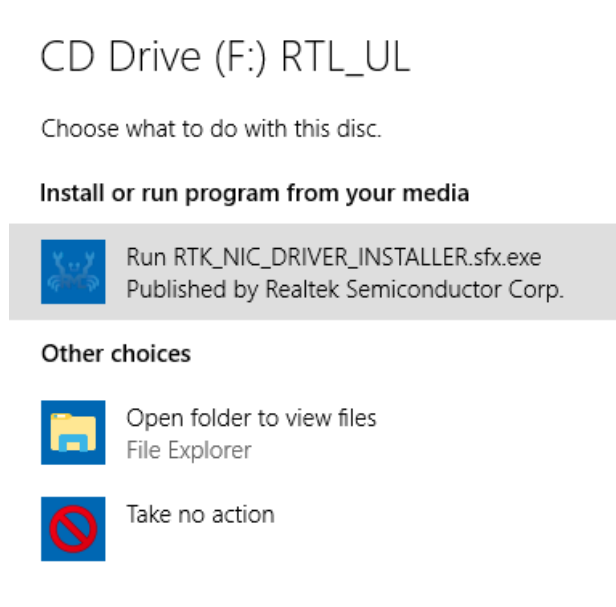 CD Drive (F:) RTL_UL
Choose what to do with this disc.
Install or run program from your media
Run RTK_NIC_DRIVER_INSTALLER.sfx.exe
Published by Realtek Semiconductor Corp.
Other choices
Open folder to view files
File Explorer
Take no action